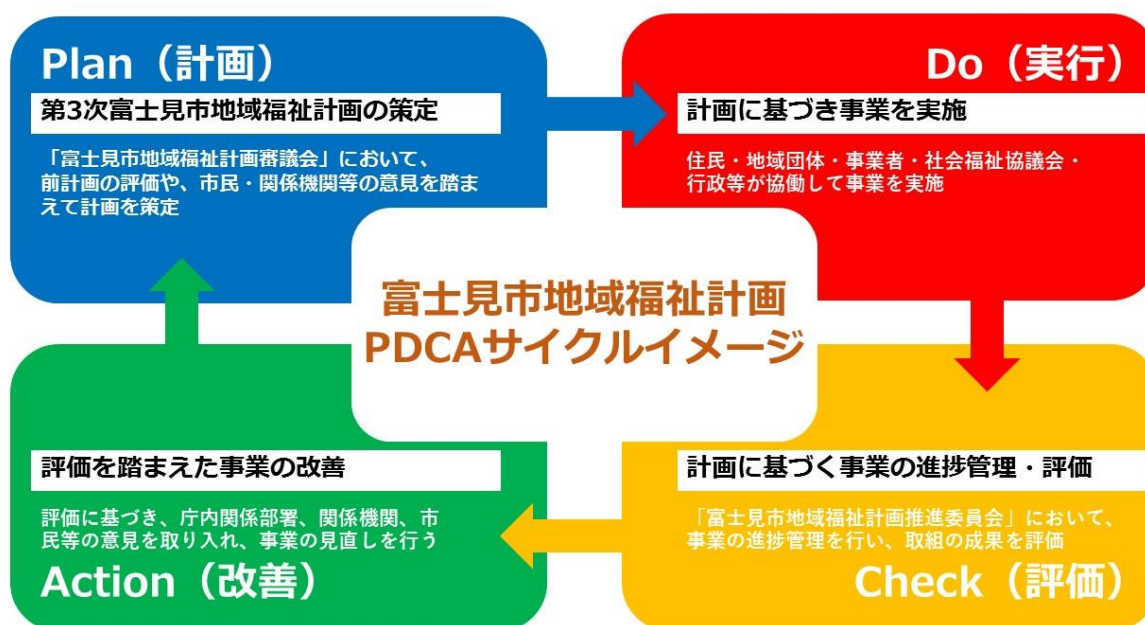 Plan（計画）
第3次富士見市地域福祉計画の策定
「富士見市地域福祉計画審議会」において、
前計画の評価や、市民・関係機関等の意見を踏ま
えて計画を策定
Do（実行）
計画に基づき事業を実施
住民・地域団体・事業者・社会福祉協議会・
行政等が協働して事業を実施
富士見市地域福祉計画
PDCAサイクルイメージ
計画に基づく事業の進捗管理・評価
「富士見市地域福祉計画推進委員会」において、
事業の進捗管理を行い、取組の成果を評価
Check（評価）
評価を踏まえた事業の改善
評価に基づき、庁内関係部署、関係機関、市
民等の意見を取り入れ、事業の見直しを行う
Action（改善）